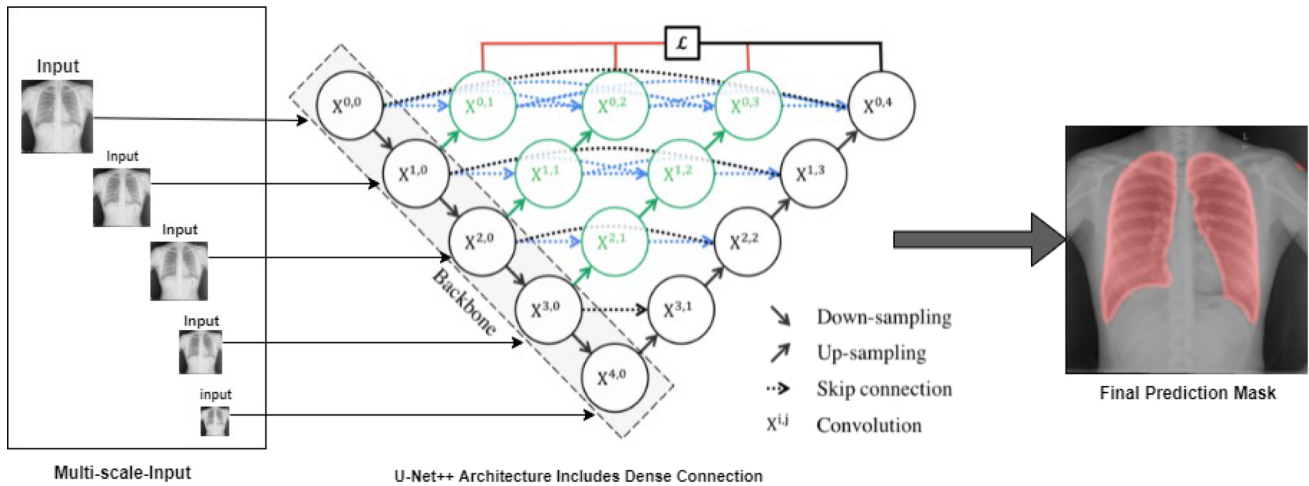 Input
Input
Input
Input
input
Multi-scale-Input
ℒ
X0,0
X0,1
X0,2
X0,3
X0,4
X1,0
X1,1
X1,2
X1,3
X2,0
X2,1
X2,2
X3,0
X3,1
X4,0
Backbone
Down-sampling
Up-sampling
Skip connection
Xi,j Convolution
U-Net++ Architecture Includes Dense Connection
L
Final Prediction Mask